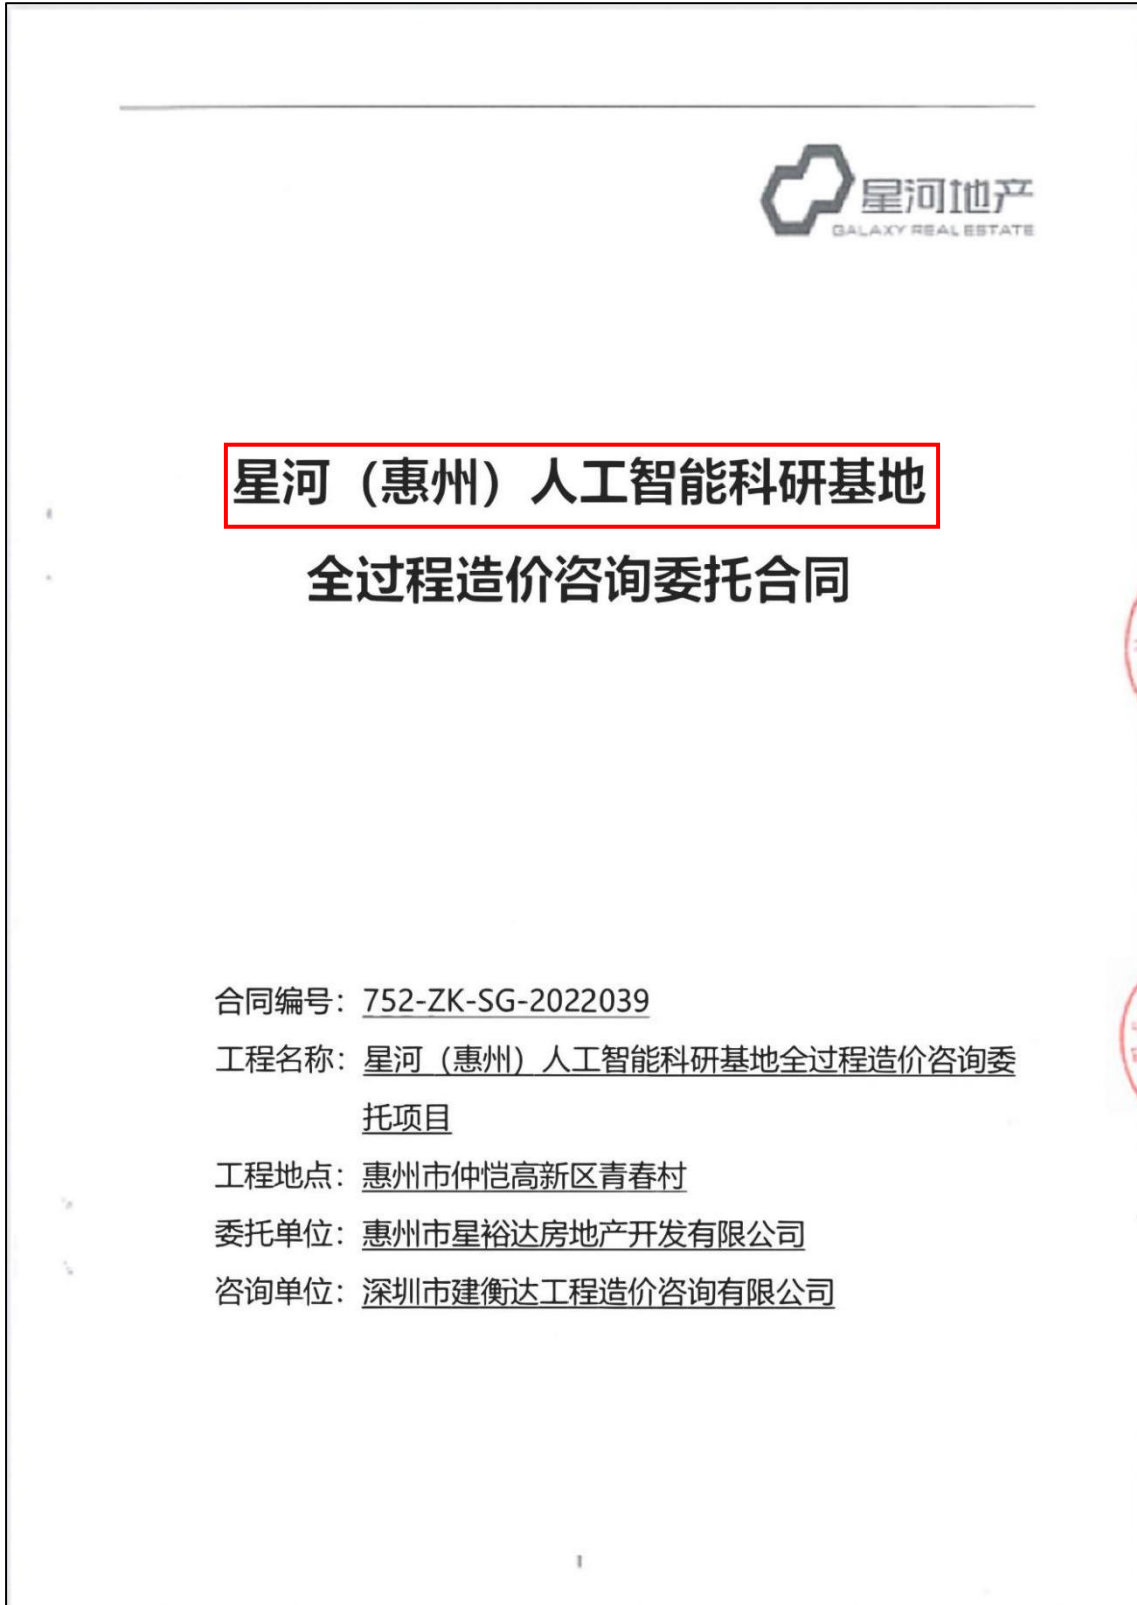 星河地产
GALAXY REAL ESTATE
星河（惠州）人工智能科研基地
全过程造价咨询委托合同
合同编号：752-ZK-SG-2022039
工程名称：星河（惠州）人工智能科研基地全过程造价咨询委
托项目
工程地点：惠州市仲恺高新区青春村
委托单位：惠州市星裕达房地产开发有限公司
咨询单位：深圳市建衡达工程造价咨询有限公司